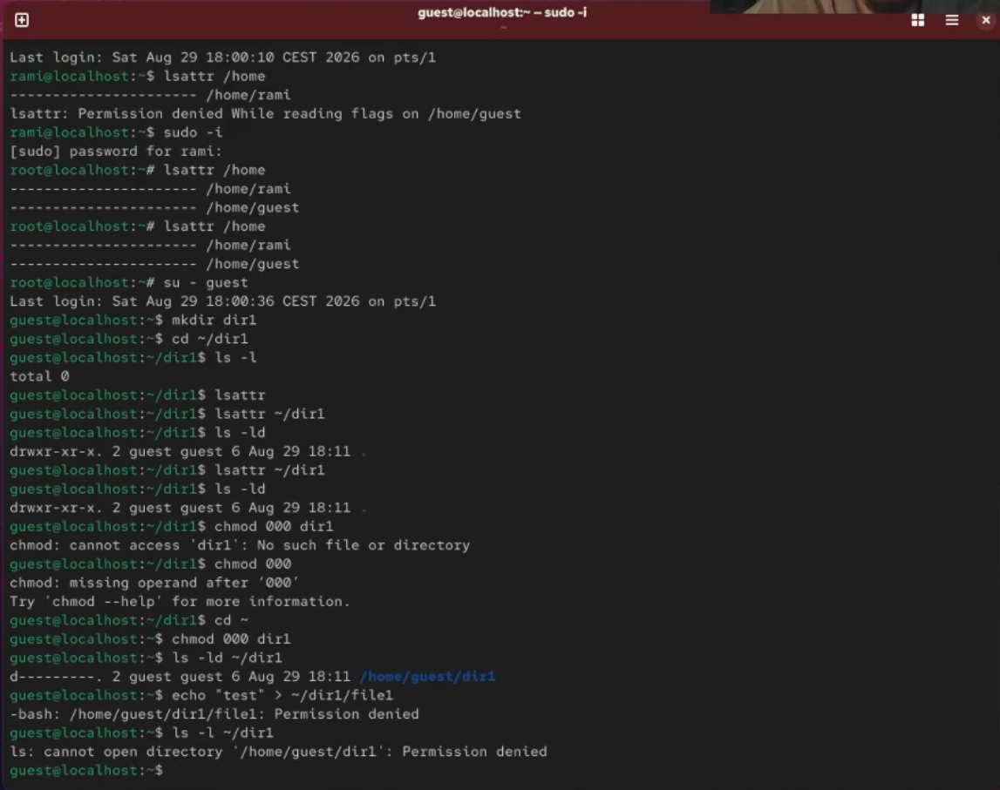 guest@localhost:~ — sudo -i
~
Last login: Sat Aug 29 18:00:10 CEST 2026 on pts/1
rami@localhost:~$ lsattr /home
---------------------- /home/rami
lsattr: Permission denied While reading flags on /home/guest
rami@localhost:~$ sudo -i
[sudo] password for rami:
root@localhost:~# lsattr /home
---------------------- /home/rami
---------------------- /home/guest
root@localhost:~# lsattr /home
---------------------- /home/rami
---------------------- /home/guest
root@localhost:~# su - guest
Last login: Sat Aug 29 18:00:36 CEST 2026 on pts/1
guest@localhost:~$ mkdir dir1
guest@localhost:~$ cd ~/dir1
guest@localhost:~/dir1$ ls -l
total 0
guest@localhost:~/dir1$ lsattr
guest@localhost:~/dir1$ lsattr ~/dir1
guest@localhost:~/dir1$ ls -ld
drwxr-xr-x. 2 guest guest 6 Aug 29 18:11 .
guest@localhost:~/dir1$ lsattr ~/dir1
guest@localhost:~/dir1$ ls -ld
drwxr-xr-x. 2 guest guest 6 Aug 29 18:11 .
guest@localhost:~/dir1$ chmod 000 dir1
chmod: cannot access 'dir1': No such file or directory
guest@localhost:~/dir1$ chmod 000
chmod: missing operand after ‘000’
Try 'chmod --help' for more information.
guest@localhost:~/dir1$ cd ~
guest@localhost:~$ chmod 000 dir1
guest@localhost:~$ ls -ld ~/dir1
d---------. 2 guest guest 6 Aug 29 18:11 /home/guest/dir1
guest@localhost:~$ echo "test" > ~/dir1/file1
-bash: /home/guest/dir1/file1: Permission denied
guest@localhost:~$ ls -l ~/dir1
ls: cannot open directory '/home/guest/dir1': Permission denied
guest@localhost:~$